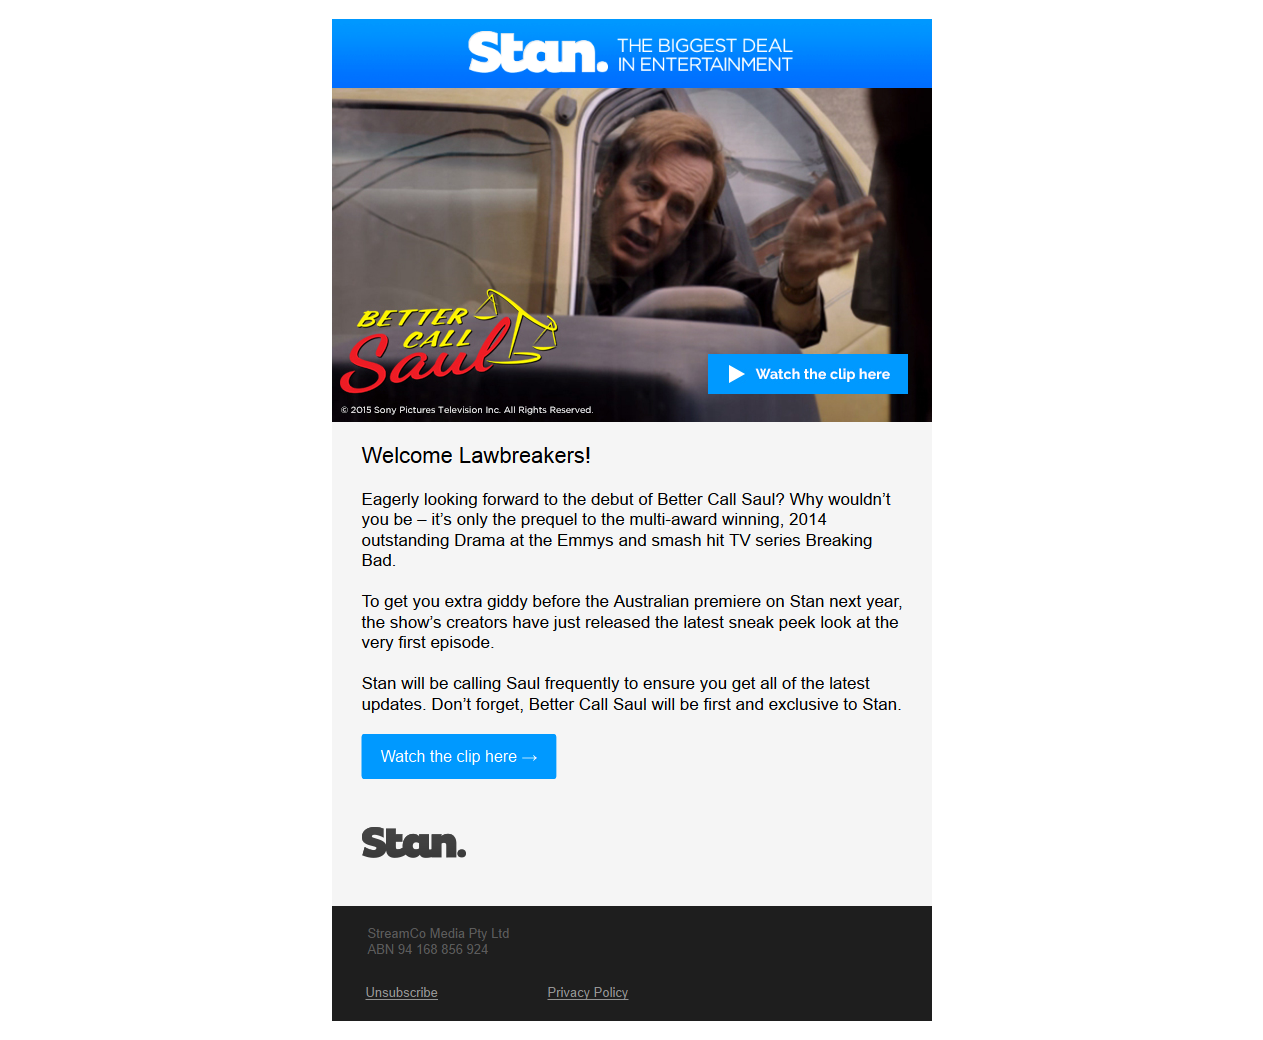 Stan. THE BIGGEST DEAL
IN ENTERTAINMENT
BETTER
CALL
Saul
Watch the clip here
© 2015 Sony Pictures Television Inc. All Rights Reserved.
Welcome Lawbreakers!
Eagerly looking forward to the debut of Better Call Saul? Why wouldn’t
you be – it’s only the prequel to the multi-award winning, 2014
outstanding Drama at the Emmys and smash hit TV series Breaking
Bad.
To get you extra giddy before the Australian premiere on Stan next year,
the show’s creators have just released the latest sneak peek look at the
very first episode.
Stan will be calling Saul frequently to ensure you get all of the latest
updates. Don’t forget, Better Call Saul will be first and exclusive to Stan.
Watch the clip here →
Stan.
StreamCo Media Pty Ltd
ABN 94 168 856 924
Unsubscribe Privacy Policy